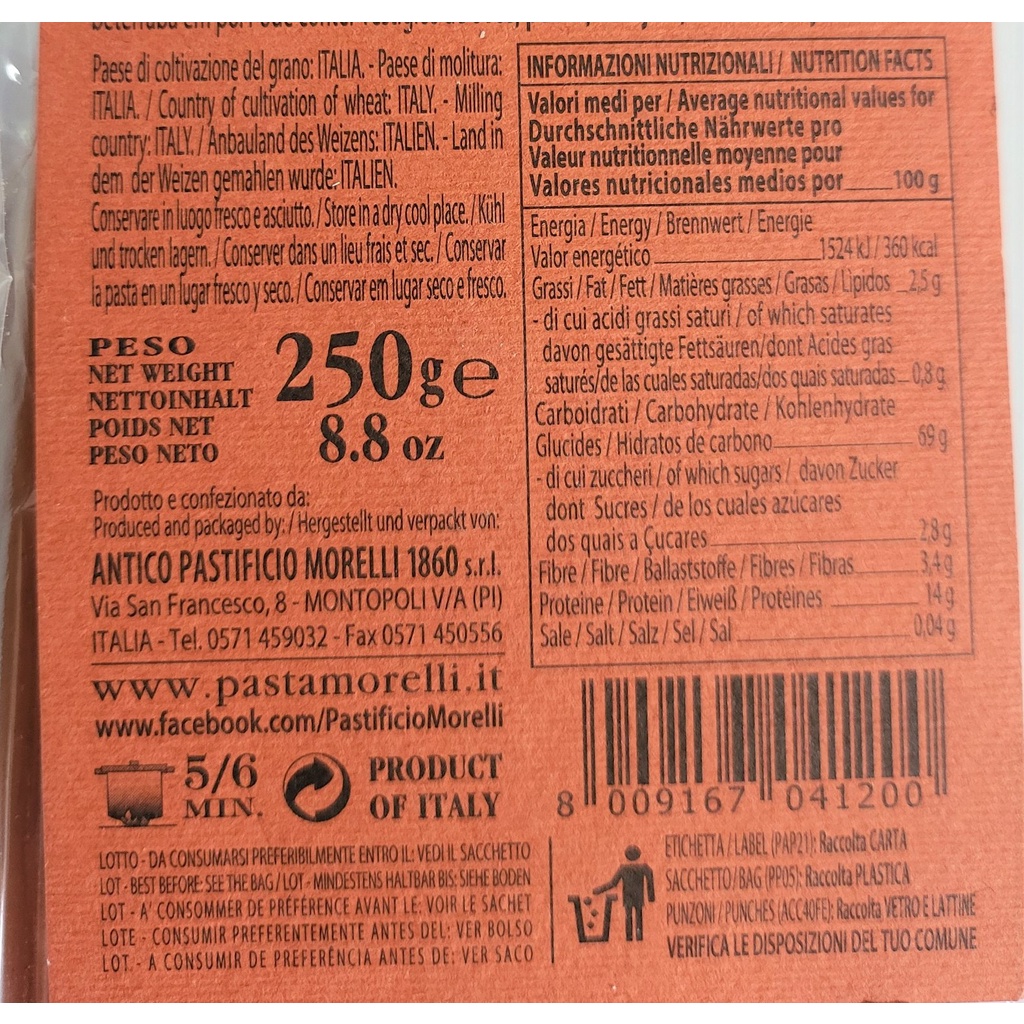 Paese di coltivazione del grano: ITALIA. - Paese di molitura:
ITALIA. / Country of cultivation of wheat: ITALY. - Milling
country: ITALY. / Anbauland des Weizens: ITALIEN. - Land in
dem der Weizen gemahlen wurde: ITALIEN.
Conservare in luogo fresco e asciutto. / Store in a dry cool place. / Kühl
und trocken lagern. / Conserver dans un lieu frais et sec. / Conservar
la pasta en un lugar fresco y seco. / Conservar em lugar seco e fresco.
PESO
NET WEIGHT
NETTOINHALT
POIDS NET
PESO NETO
250g e
8.8 oz
Prodotto e confezionato da:
Produced and packaged by: / Hergestellt und verpackt von:
ANTICO PASTIFICIO MORELLI 1860 s.r.l.
Via San Francesco, 8 - MONTOPOLI V/A (PI)
ITALIA - Tel. 0571 459032 - Fax 0571 450556
www.pastamorelli.it
www.facebook.com/PastificioMorelli
5/6
MIN.
PRODUCT
OF ITALY
LOTTO - DA CONSUMARSI PREFERIBILMENTE ENTRO IL: VEDI IL SACCHETTO
LOT - BEST BEFORE: SEE THE BAG / LOT - MINDESTENS HALTBAR BIS: SIEHE BODEN
LOT - A' CONSOMMER DE PRÉFÉRENCE AVANT LE: VOIR LE SACHET
LOTE - CONSUMIR PREFERENTEMENTE ANTES DEL: VER BOLSO
LOT. - A CONSUMIR DE PREFERÊNCIA ANTES DE: VER SACO
INFORMAZIONI NUTRIZIONALI / NUTRITION FACTS
Valori medi per / Average nutritional values for
Durchschnittliche Nährwerte pro
Valeur nutritionnelle moyenne pour
Valores nutricionales medios por 100 g
Energia / Energy / Brennwert / Energie
Valor energético 1524 kJ / 360 kcal
Grassi / Fat / Fett / Matières grasses / Grasas / Lìpidos 2,5 g
- di cui acidi grassi saturi / of which saturates
davon gesättigte Fettsäuren/dont Acides gras
saturés/de las cuales saturadas/dos quais saturadas 0,8 g
Carboidrati / Carbohydrate / Kohlenhydrate
Glucides / Hidratos de carbono 69 g
- di cui zuccheri / of which sugars / davon Zucker
dont Sucres / de los cuales azúcares
dos quais a Çucares 2,8 g
Fibre / Fibre / Ballaststoffe / Fibres / Fibras 3,4 g
Proteine / Protein / Eiweiß / Protéines 14 g
Sale / Salt / Salz / Sel / Sal 0,04 g
8 009167 041200
ETICHETTA / LABEL (PAP21): Raccolta CARTA
SACCHETTO / BAG (PP05): Raccolta PLASTICA
PUNZONI / PUNCHES (ACC40FE): Raccolta VETRO E LATTINE
VERIFICA LE DISPOSIZIONI DEL TUO COMUNE